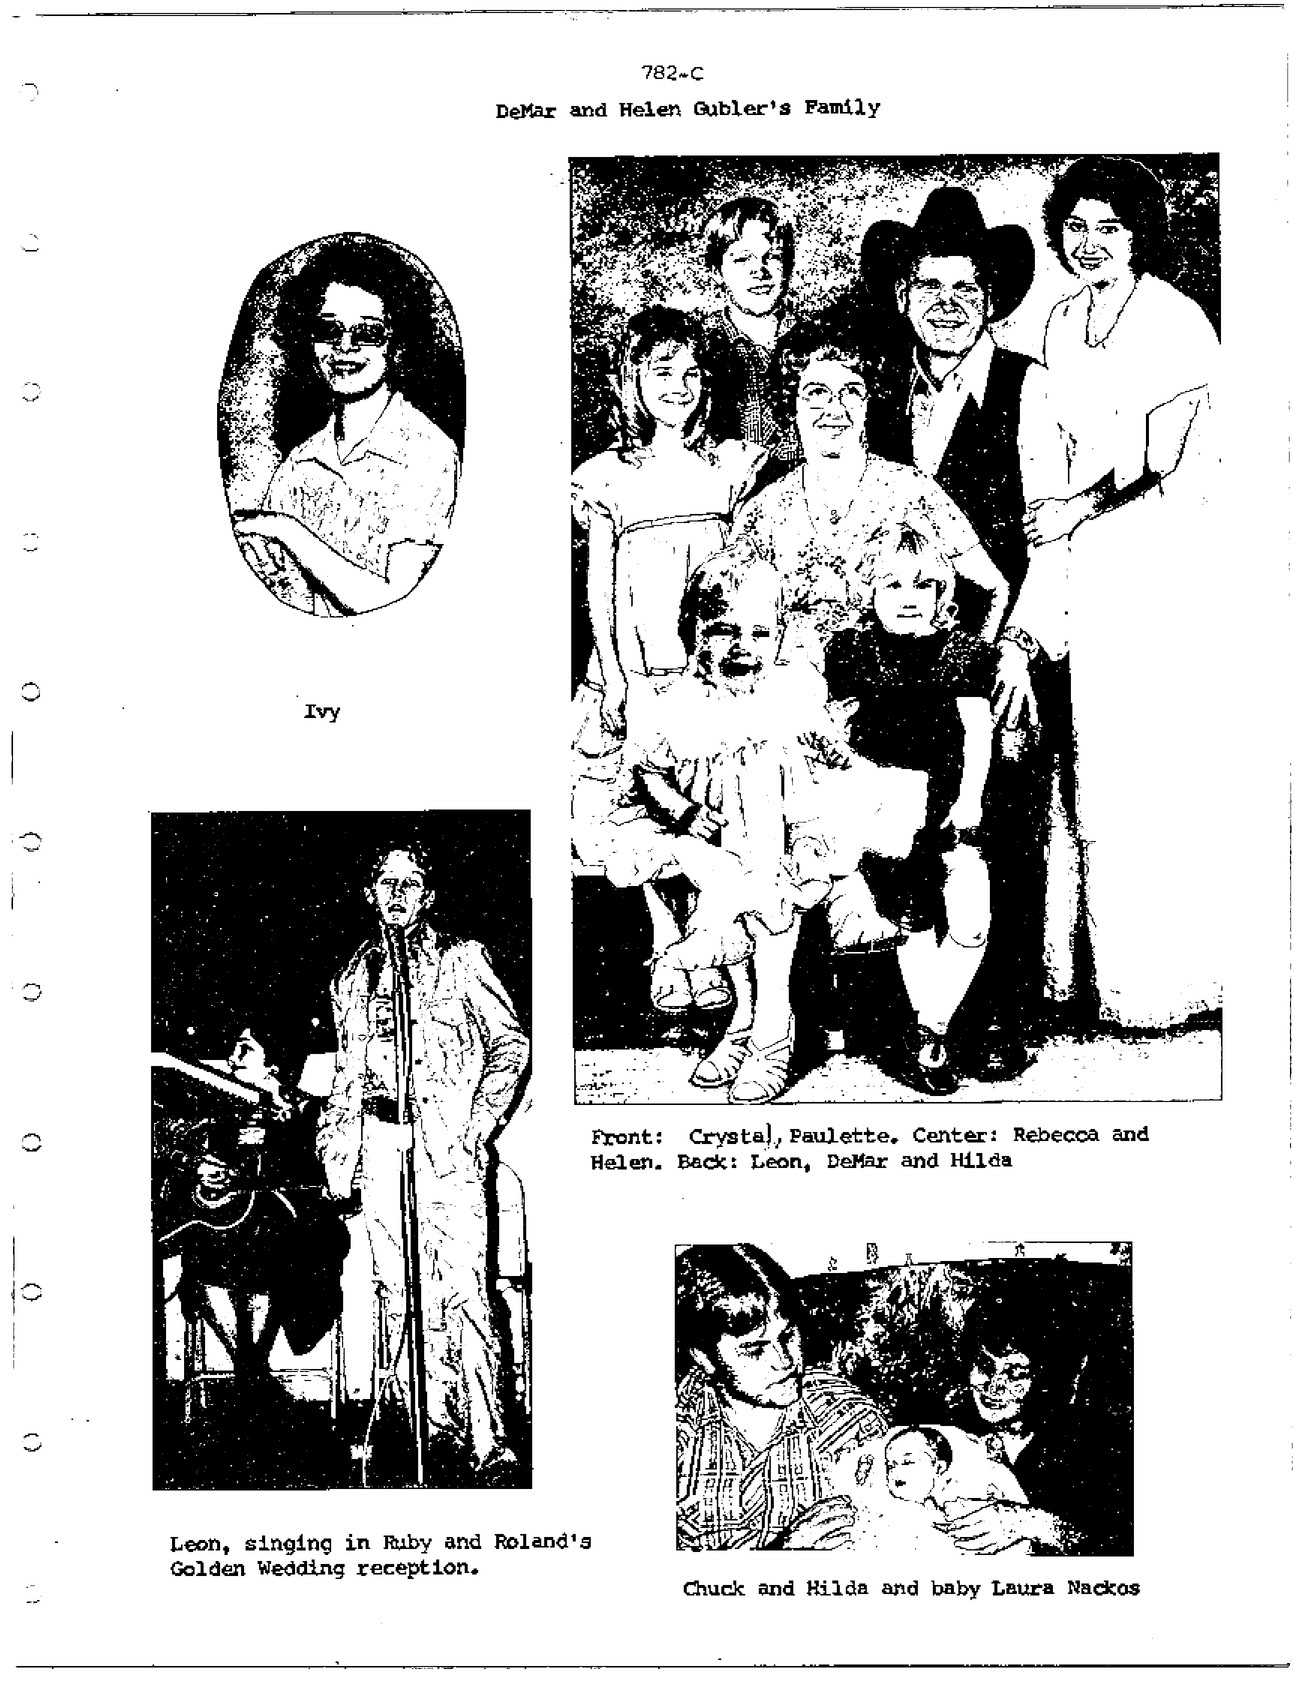 782-C
DeMar and Helen Gubler's Family
Ivy
Front: Crystal, Paulette. Center: Rebecca and
Helen. Back: Leon, DeMar and Hilda
Leon, singing in Ruby and Roland's
Golden Wedding reception.
Chuck and Hilda and baby Laura Nackos